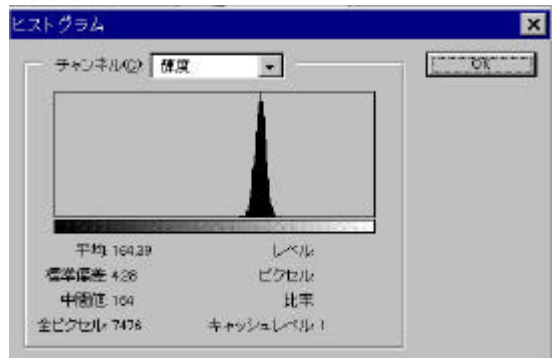 ヒストグラム
チャンネル(C): 輝度
OK
平均: 164.39 レベル:
標準偏差: 4.38 ピクセル:
中間値: 164 比率:
全ピクセル: 7476 キャッシュレベル: 1